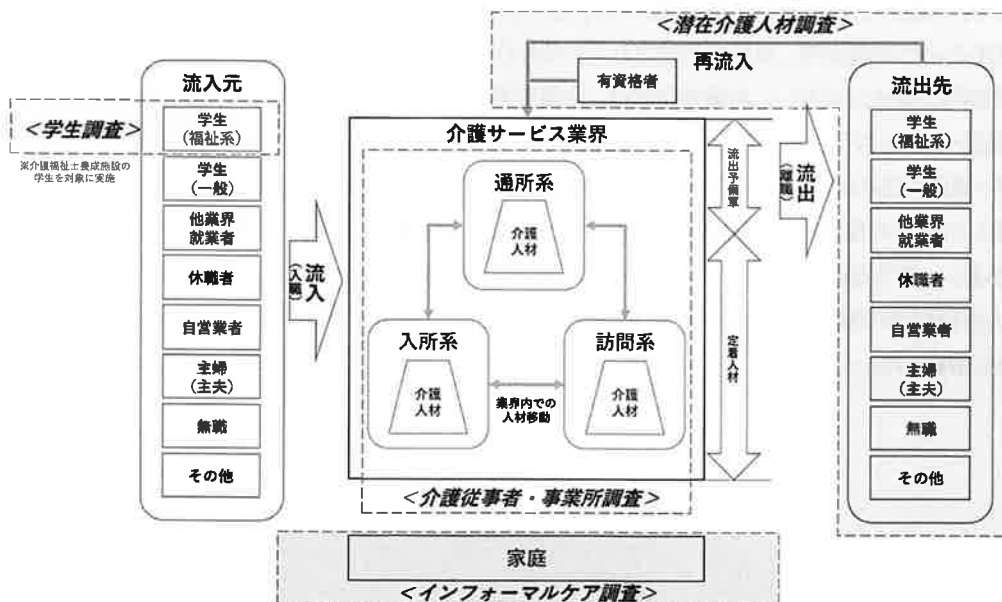 <潜在介護人材調査>
再流入
有資格者
流入元
学生
(福祉系)
学生
(一般)
他業界
就業者
休職者
自営業者
主婦
(主夫)
無職
その他
<学生調査>
※介護福祉士養成施設の
学生を対象に実施
流入
(入職)
介護サービス業界
通所系
介護
人材
入所系
介護
人材
訪問系
介護
人材
業界内での
人材移動
<介護従事者・事業所調査>
流出予備軍
定着人材
流出
(離職)
流出先
学生
(福祉系)
学生
(一般)
他業界
就業者
休職者
自営業者
主婦
(主夫)
無職
その他
家庭
<インフォーマルケア調査>